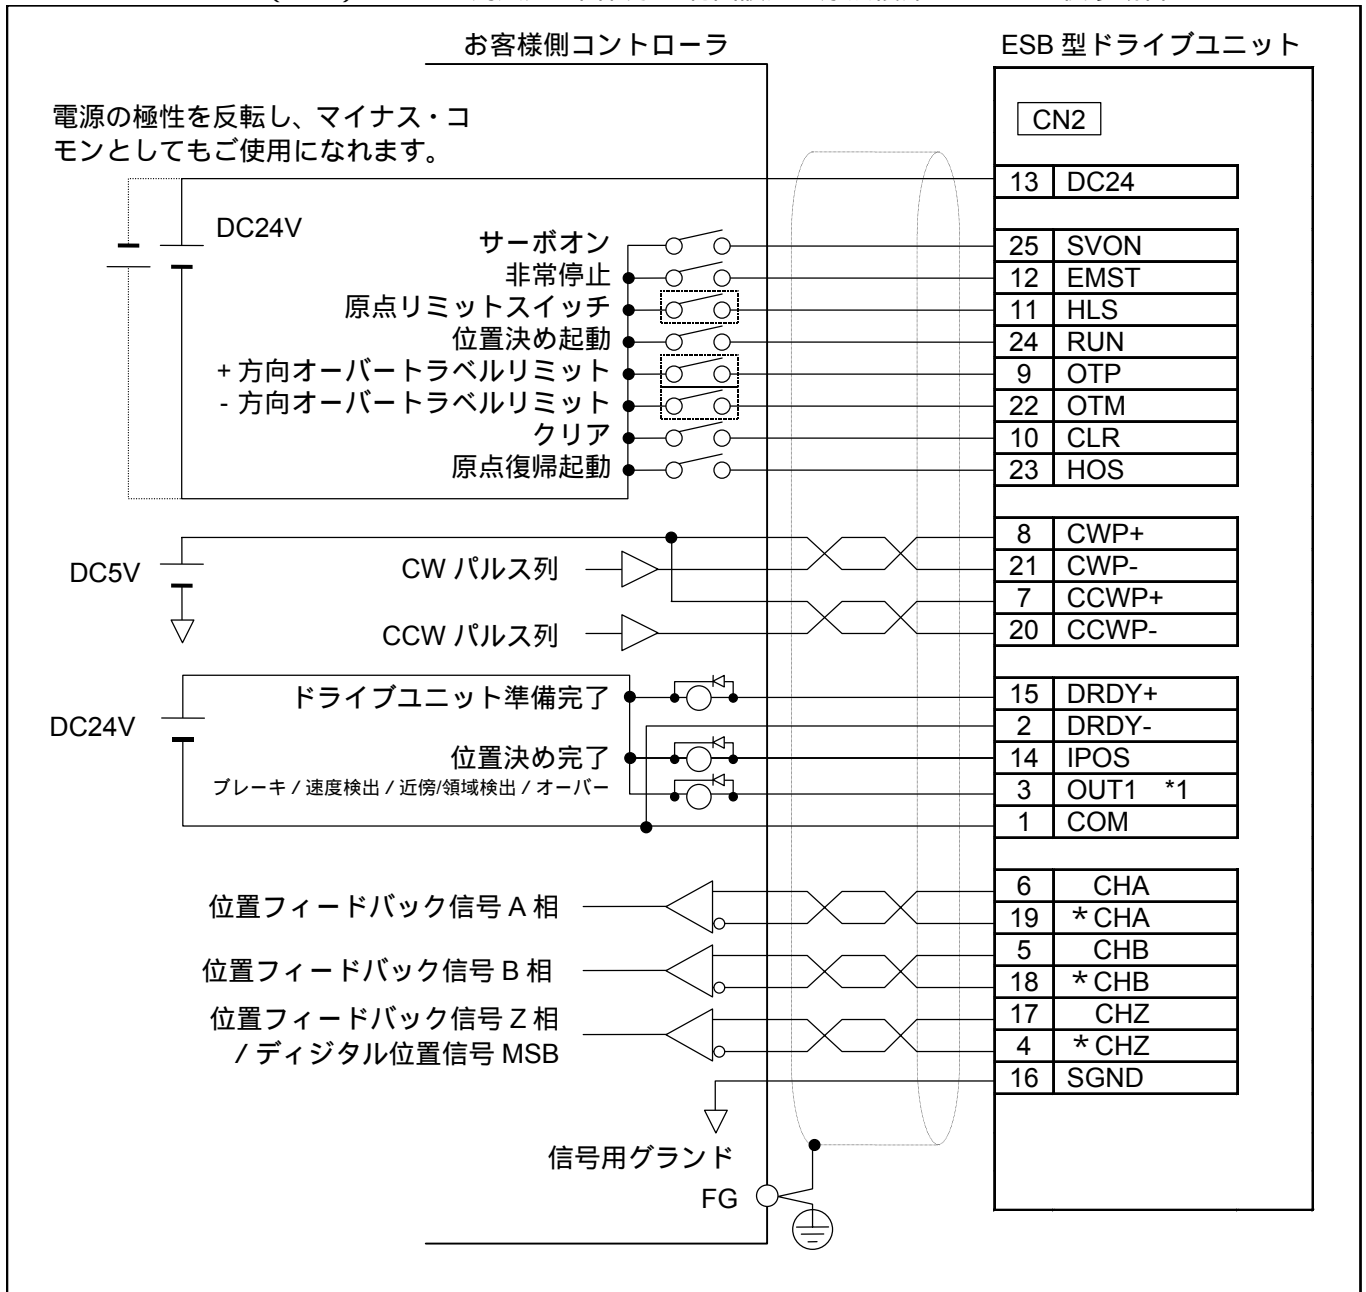 お客様側コントローラ
ESB 型ドライブユニット
電源の極性を反転し、マイナス・コ
モンとしてもご使用になれます。
CN2
13 DC24
DC24V
サーボオン 25 SVON
非常停止 12 EMST
原点リミットスイッチ 11 HLS
位置決め起動 24 RUN
+ 方向オーバートラベルリミット 9 OTP
- 方向オーバートラベルリミット 22 OTM
クリア 10 CLR
原点復帰起動 23 HOS
DC5V
8 CWP+
CW パルス列 21 CWP-
7 CCWP+
CCW パルス列 20 CCWP-
DC24V
ドライブユニット準備完了 15 DRDY+
2 DRDY-
位置決め完了 14 IPOS
ブレーキ / 速度検出 / 近傍/領域検出 / オーバー 3 OUT1 *1
1 COM
6 CHA
位置フィードバック信号 A 相
19 *CHA
5 CHB
位置フィードバック信号 B 相
18 *CHB
17 CHZ
位置フィードバック信号 Z 相
/ ディジタル位置信号 MSB
4 *CHZ
16 SGND
信号用グランド
FG